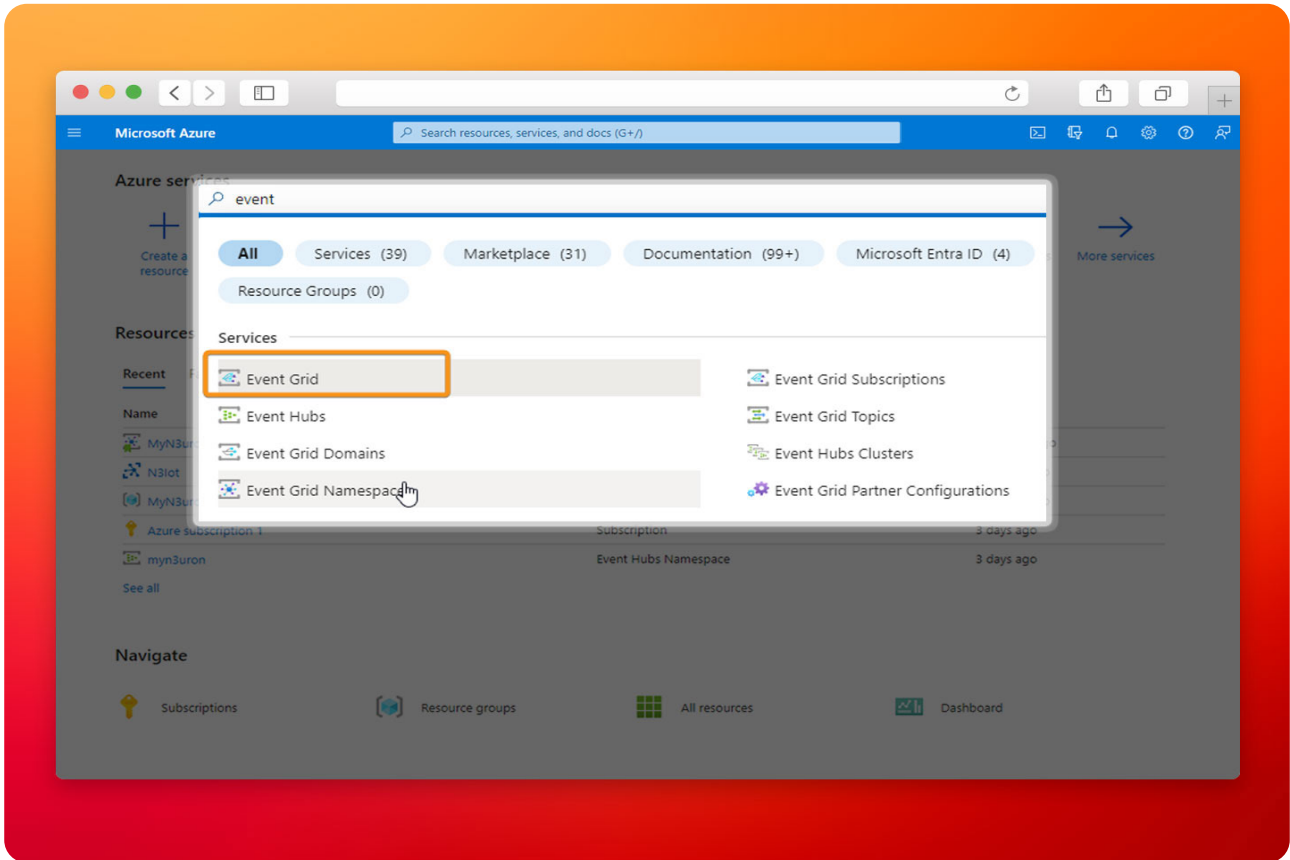 Microsoft Azure
Search resources, services, and docs (G+/)
Azure services
event
Create a
resource
More services
All
Services (39)
Marketplace (31)
Documentation (99+)
Microsoft Entra ID (4)
Resource Groups (0)
Resources
Services
Recent
Event Grid
Event Grid Subscriptions
Name
Event Hubs
Event Grid Topics
MyN3ur
Event Grid Domains
Event Hubs Clusters
N3Iot
Event Grid Namespace
Event Grid Partner Configurations
MyN3ur
Azure subscription 1
Subscription
3 days ago
myn3uron
Event Hubs Namespace
3 days ago
See all
Navigate
Subscriptions
Resource groups
All resources
Dashboard